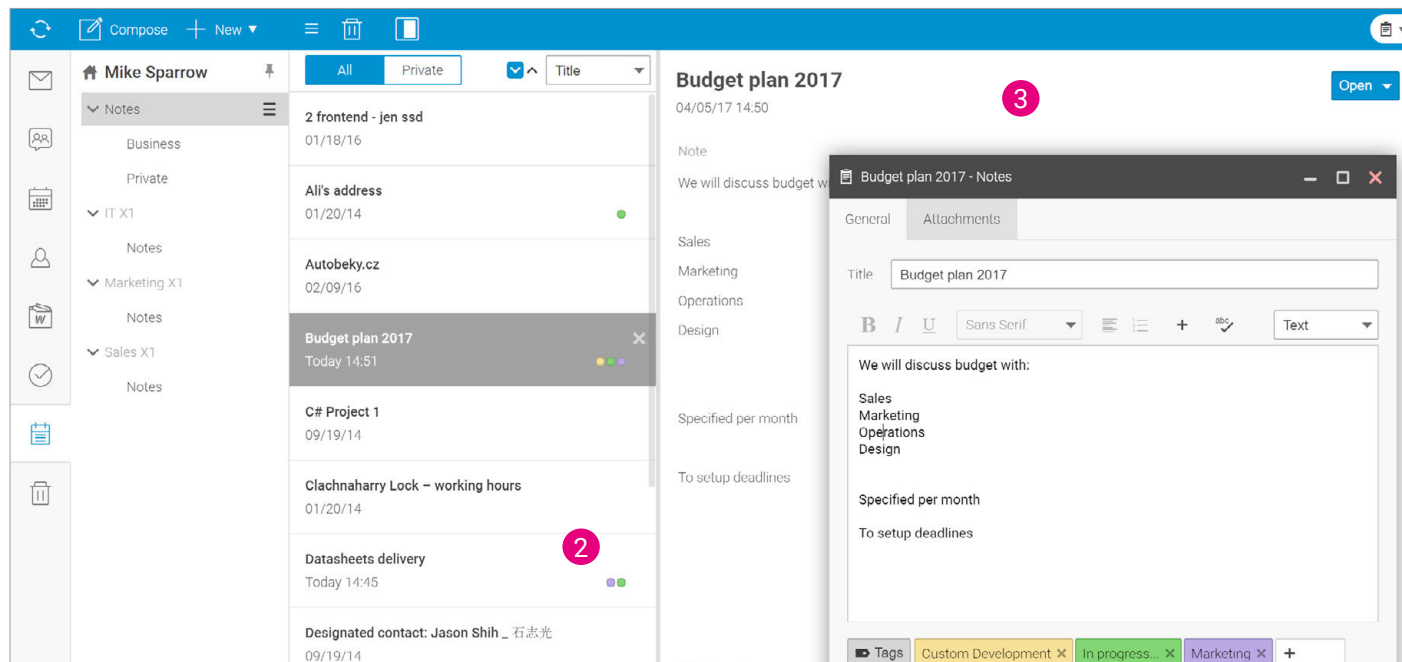 Compose
New
Mike Sparrow
Notes
Business
Private
IT X1
Notes
Marketing X1
Notes
Sales X1
Notes
All
Private
Title
2 frontend - jen ssd
01/18/16
Ali's address
01/20/14
Autobeky.cz
02/09/16
Budget plan 2017
Today 14:51
C# Project 1
09/19/14
Clachnaharry Lock – working hours
01/20/14
2
Datasheets delivery
Today 14:45
Designated contact: Jason Shih _ 石志光
09/19/14
Budget plan 2017
3
Open
04/05/17 14:50
Note
We will discuss budget w
Sales
Marketing
Operations
Design
Specified per month
To setup deadlines
Budget plan 2017 - Notes
General
Attachments
Title
Budget plan 2017
B I U
Sans Serif
abc
Text
We will discuss budget with:
Sales
Marketing
Operations
Design
Specified per month
To setup deadlines
Tags
Custom Development
In progress...
Marketing